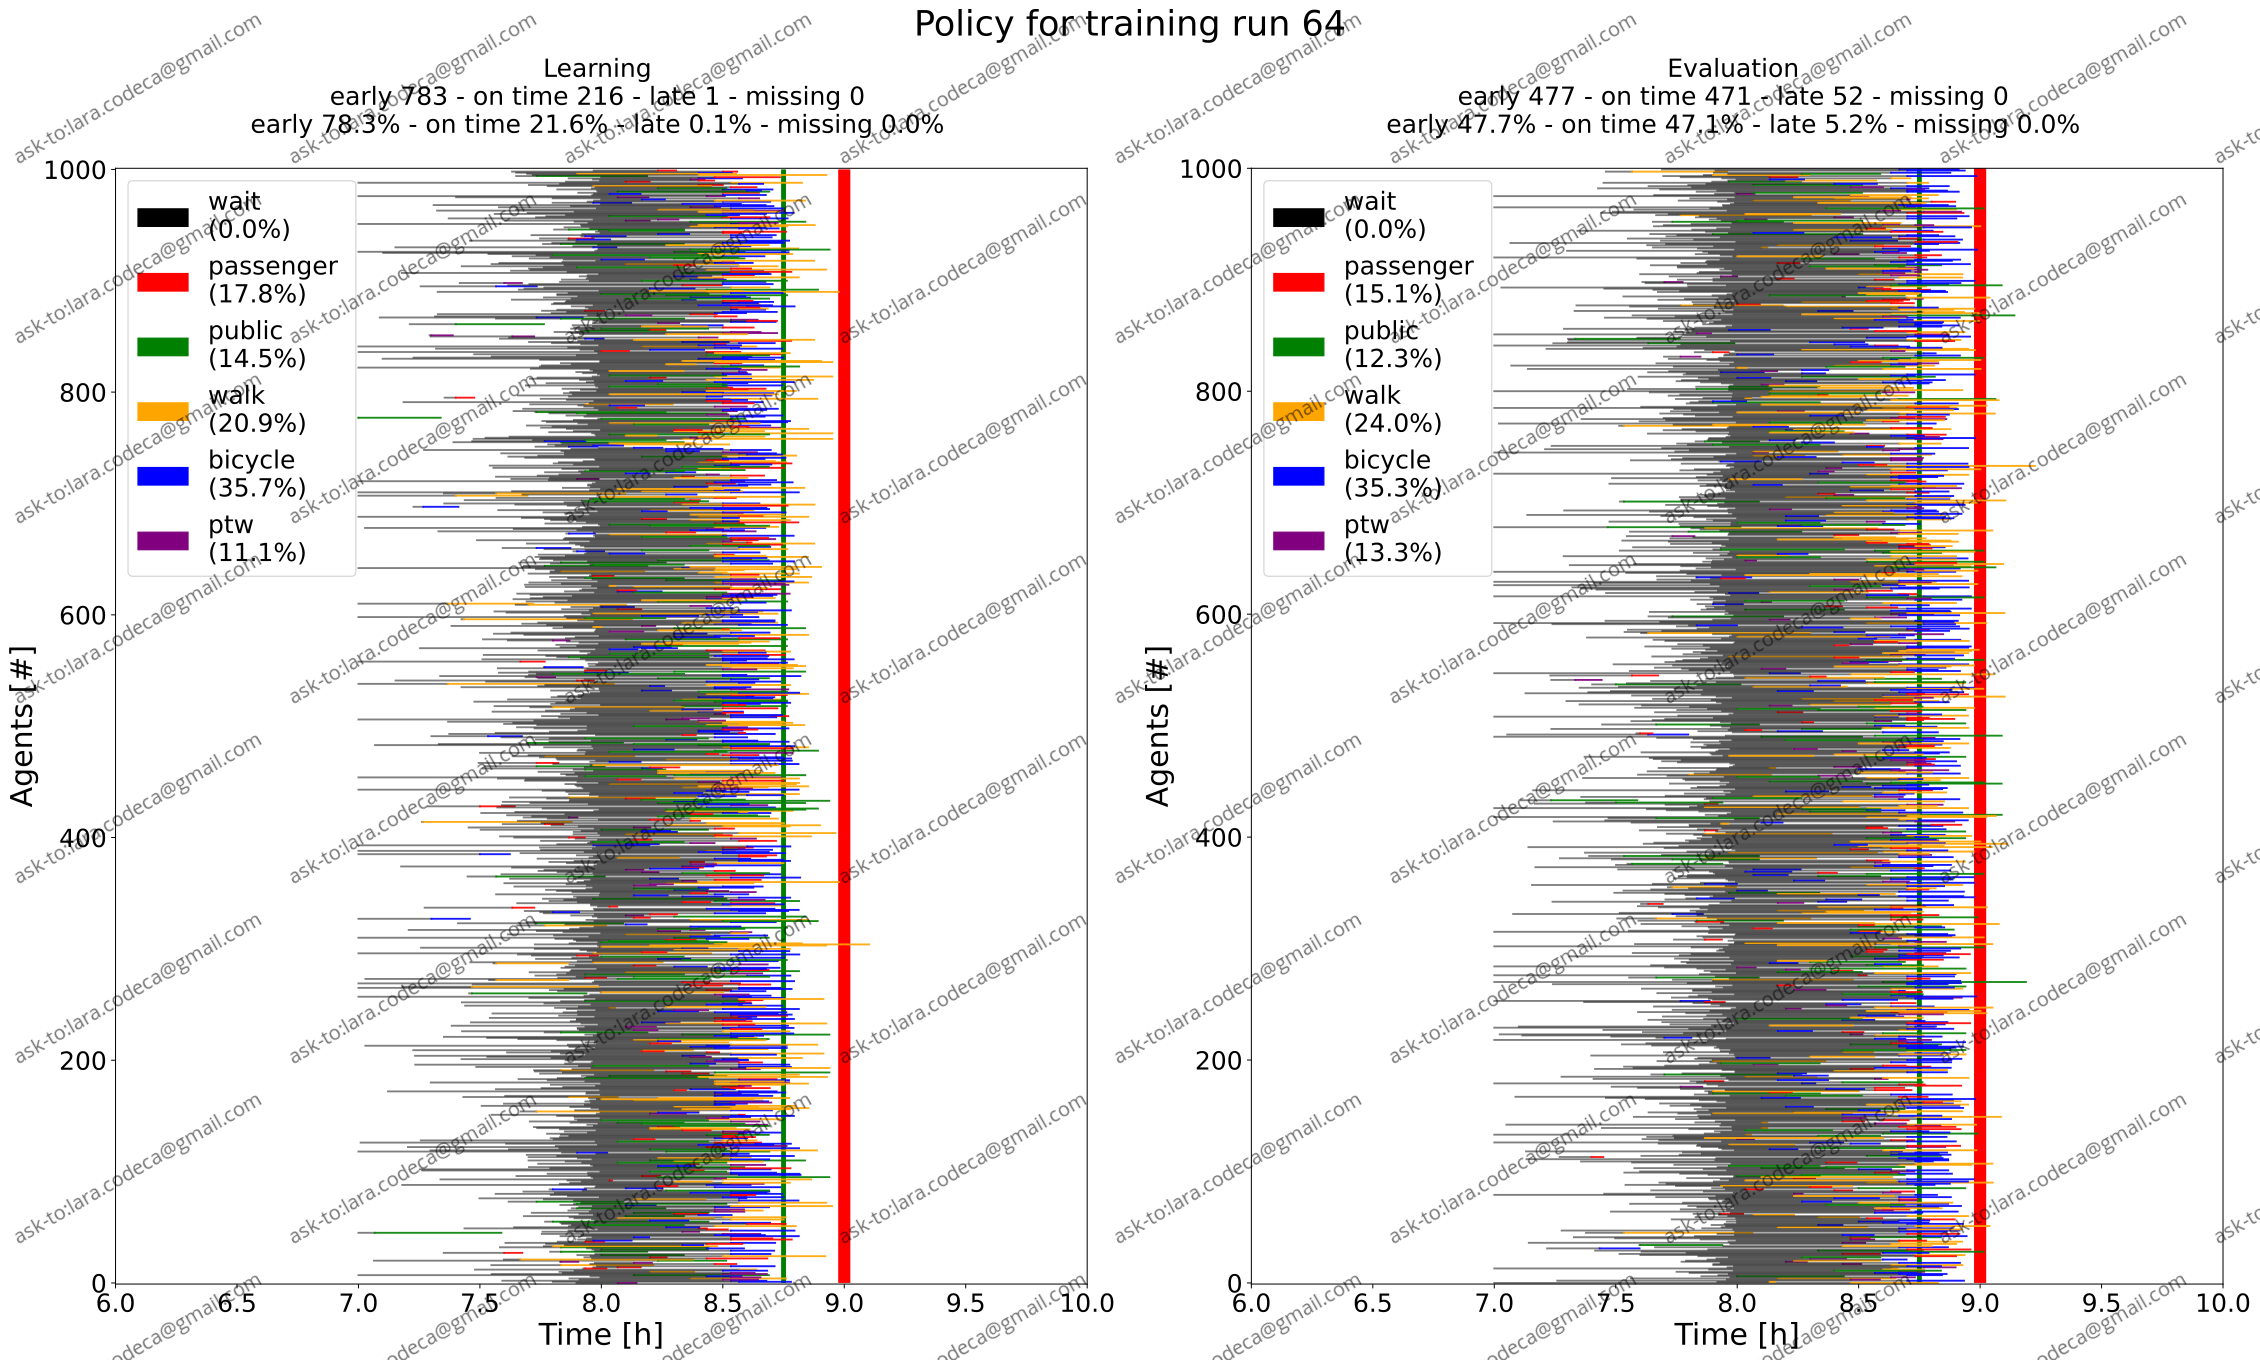 Policy for training run 64
Learning
early 783 - on time 216 - late 1 - missing 0
early 78.3% - on time 21.6% - late 0.1% - missing 0.0%
Evaluation
early 477 - on time 471 - late 52 - missing 0
early 47.7% - on time 47.1% - late 5.2% - missing 0.0%
Agents [#]
1000
800
600
400
200
0
wait
(0.0%)
passenger
(17.8%)
public
(14.5%)
walk
(20.9%)
bicycle
(35.7%)
ptw
(11.1%)
6.0 6.5 7.0 7.5 8.0 8.5 9.0 9.5 10.0
Time [h]
Agents [#]
1000
800
600
400
200
0
wait
(0.0%)
passenger
(15.1%)
public
(12.3%)
walk
(24.0%)
bicycle
(35.3%)
ptw
(13.3%)
6.0 6.5 7.0 7.5 8.0 8.5 9.0 9.5 10.0
Time [h]
ask-to:lara.codeca@gmail.com